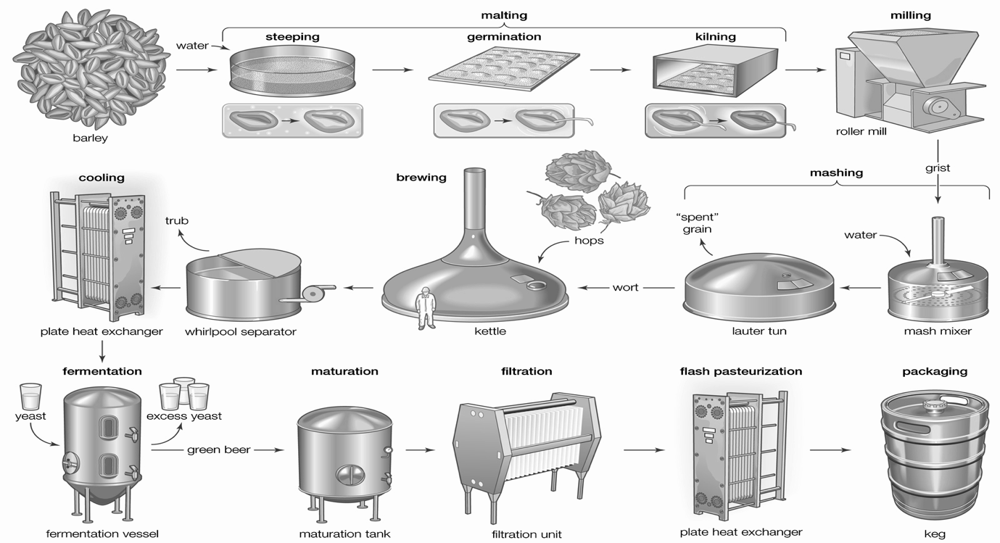 malting
milling
steeping
germination
kilning
water
barley
roller mill
grist
cooling
brewing
mashing
trub
hops
"spent"
grain
water
wort
plate heat exchanger
whirlpool separator
kettle
lauter tun
mash mixer
fermentation
maturation
filtration
flash pasteurization
packaging
yeast
excess yeast
green beer
fermentation vessel
maturation tank
filtration unit
plate heat exchanger
keg